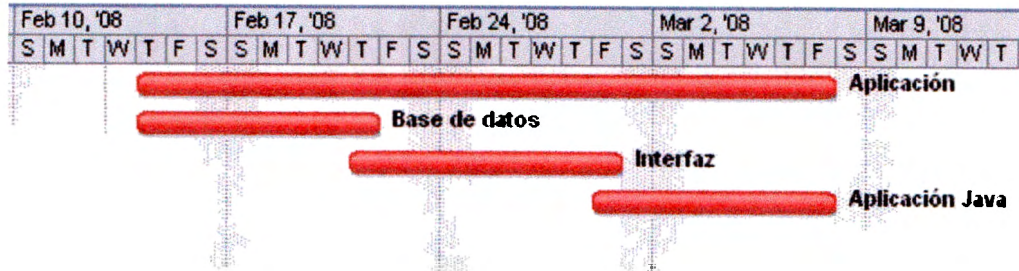 Feb 10, '08 Feb 17, '08 Feb 24, '08 Mar 2, '08 Mar 9, '08
S M T W T F S S M T W T F S S M T W T F S S M T W T F S S M T W T
Aplicación
Base de datos
Interfaz
Aplicación Java